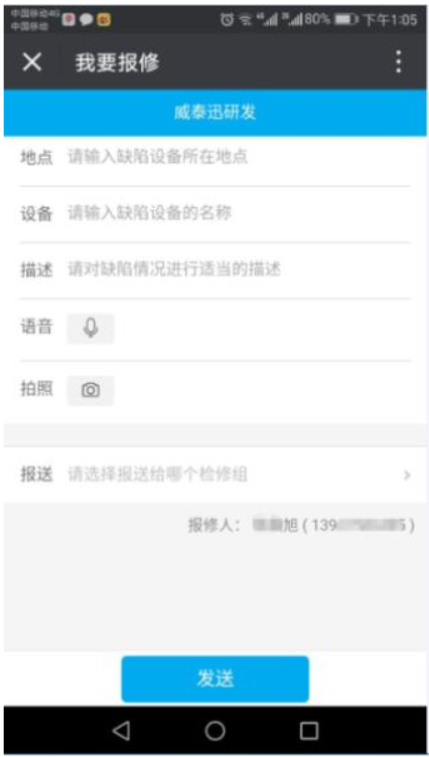 中国移动4G
中国移动
80% 下午1:05
我要报修
威泰迅研发
地点 请输入缺陷设备所在地点
设备 请输入缺陷设备的名称
描述 请对缺陷情况进行适当的描述
语音
拍照
报送 请选择报送给哪个检修组
报修人： 旭 ( 139 5 )
发送